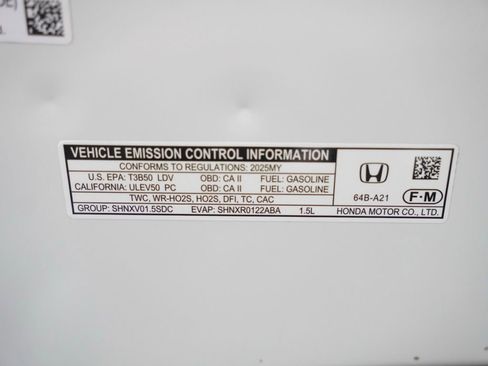 VEHICLE EMISSION CONTROL INFORMATION
CONFORMS TO REGULATIONS: 2025MY
U.S. EPA: T3B50 LDV OBD: CA II FUEL: GASOLINE
CALIFORNIA: ULEV50 PC OBD: CA II FUEL: GASOLINE
TWC, WR-HO2S, HO2S, DFI, TC, CAC
GROUP: SHNXV01.5SDC EVAP: SHNXR0122ABA 1.5L
64B-A21
F·M
HONDA MOTOR CO., LTD.